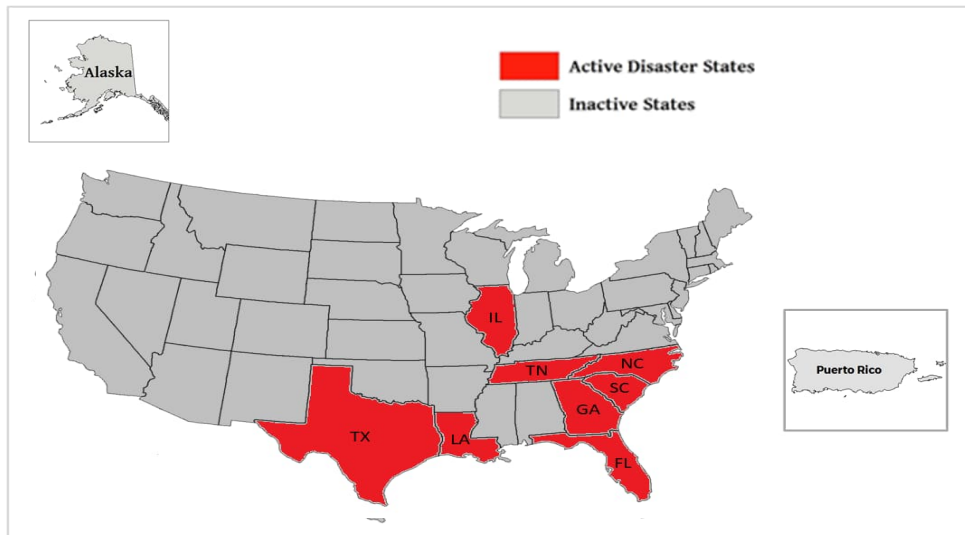 Alaska
Active Disaster States
Inactive States
IL
TN
NC
SC
GA
TX
LA
FL
Puerto Rico